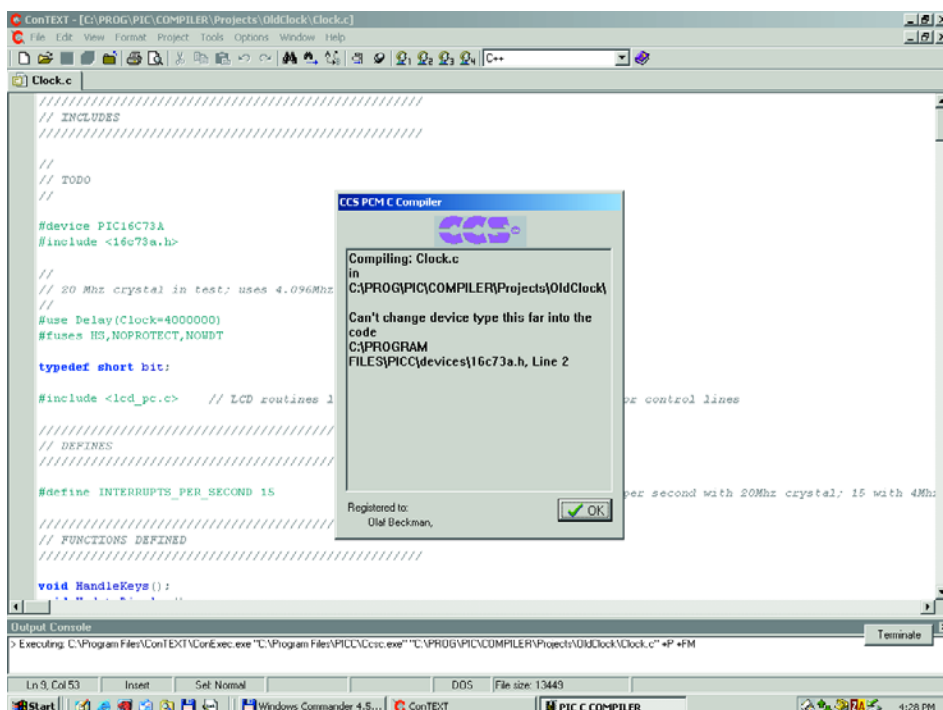 ConTEXT - [C:\PROG\PIC\COMPILER\Projects\OldClock\Clock.c]
File Edit View Format Project Tools Options Window Help
C++
Clock.c
////////////////////////////////////////////////////
// INCLUDES
////////////////////////////////////////////////////
//
// TODO
//
#device PIC16C73A
#include <16c73a.h>
//
// 20 Mhz crystal in test; uses 4.096Mhz
//
#use Delay(Clock=4000000)
#fuses HS,NOPROTECT,NOWDT
typedef short bit;
#include <lcd_pc.c> // LCD routines l or control lines
////////////////////////////////////////
// DEFINES
////////////////////////////////////////
#define INTERRUPTS_PER_SECOND 15 per second with 20Mhz crystal; 15 with 4Mh
////////////////////////////////////////
// FUNCTIONS DEFINED
////////////////////////////////////////////////////
void HandleKeys();
CCS PCM C Compiler
CCS
Compiling: Clock.c
in
C:\PROG\PIC\COMPILER\Projects\OldClock\
Can't change device type this far into the
code
C:\PROGRAM
FILES\PICC\devices\16c73a.h, Line 2
Registered to:
Olaf Beckman,
OK
Output Console
> Executing: C:\Program Files\ConTEXT\ConExec.exe "C:\Program Files\PICC\Ccsc.exe" "C:\PROG\PIC\COMPILER\Projects\OldClock\Clock.c" +P +FM
Terminate
Ln 9, Col 53 Insert Sel: Normal DOS File size: 13449
Start Windows Commander 4.5... ConTEXT PIC C COMPILER 4:28 PM